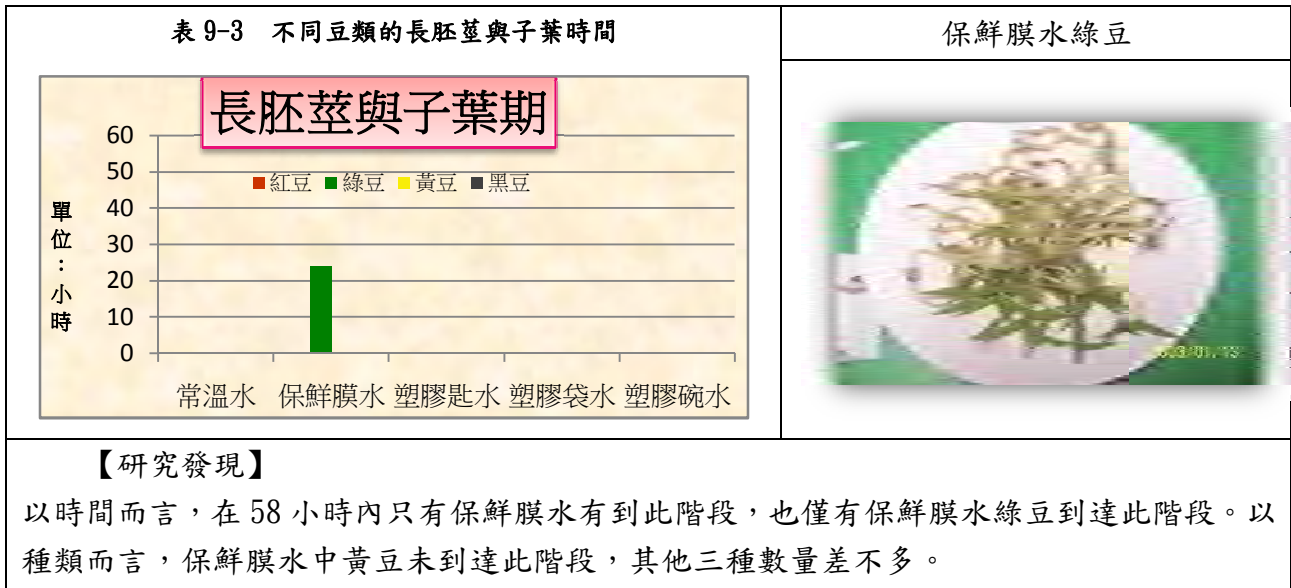 表 9-3 不同豆類的長胚莖與子葉時間
保鮮膜水綠豆
長胚莖與子葉期
60
50
40
30
20
10
0
單位：小時
紅豆 綠豆 黃豆 黑豆
常溫水 保鮮膜水 塑膠匙水 塑膠袋水 塑膠碗水
【研究發現】
以時間而言，在 58 小時內只有保鮮膜水有到此階段，也僅有保鮮膜水綠豆到達此階段。以
種類而言，保鮮膜水中黃豆未到達此階段，其他三種數量差不多。